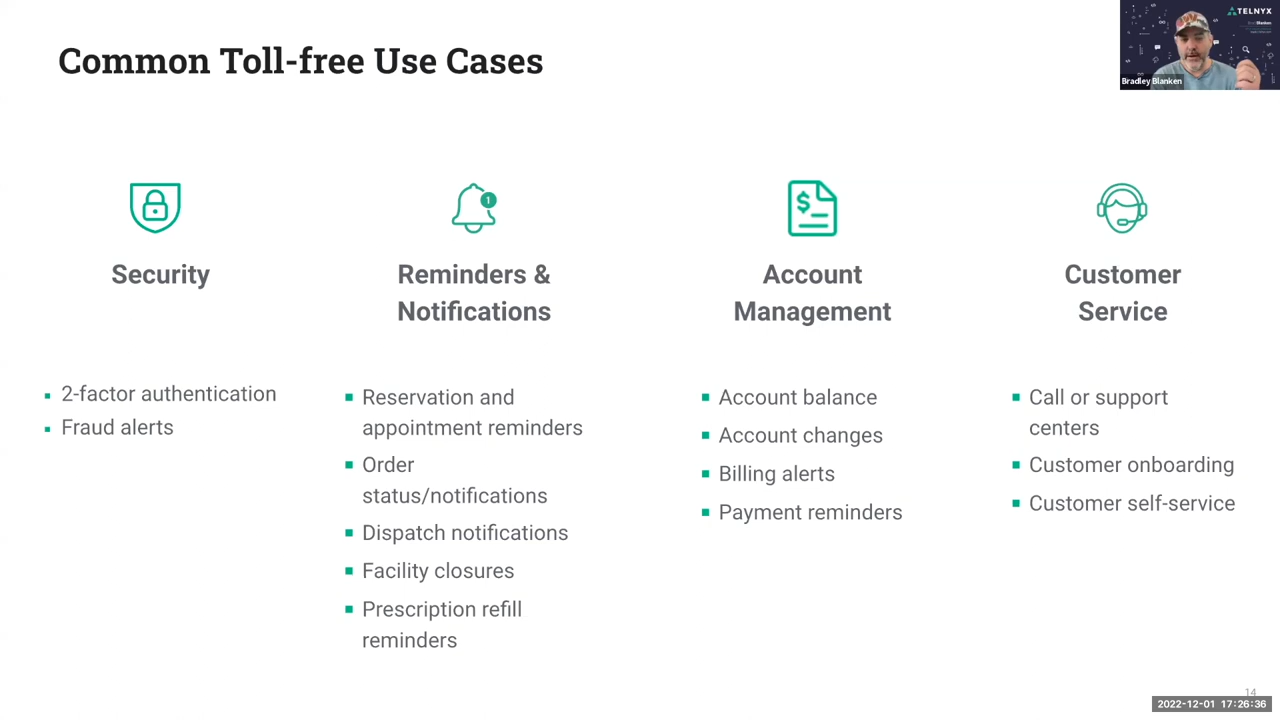 Common Toll-free Use Cases
TELNYX
Bradley Blanken
1
Security
Reminders &
Notifications
$
Account
Management
Customer
Service
2-factor authentication
Fraud alerts
Reservation and
appointment reminders
Order
status/notifications
Dispatch notifications
Facility closures
Prescription refill
reminders
Account balance
Account changes
Billing alerts
Payment reminders
Call or support
centers
Customer onboarding
Customer self-service
14
2022-12-01 17:26:36